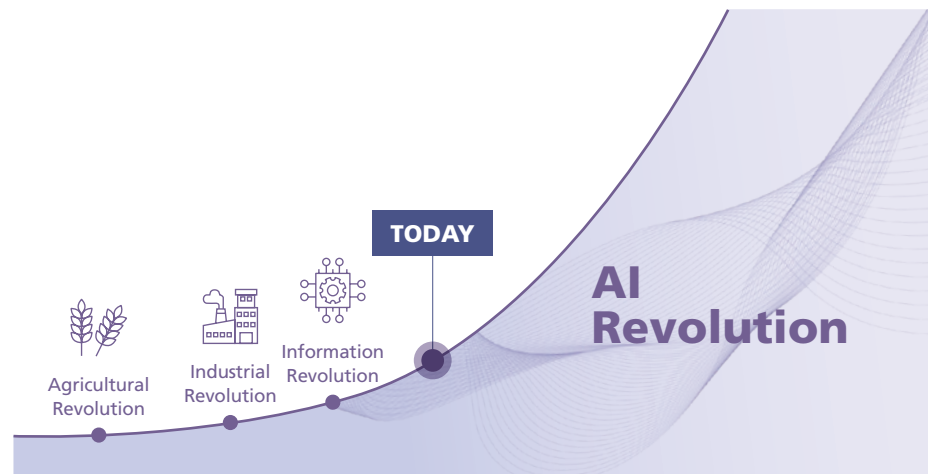 TODAY
AI
Revolution
Information
Revolution
Industrial
Revolution
Agricultural
Revolution